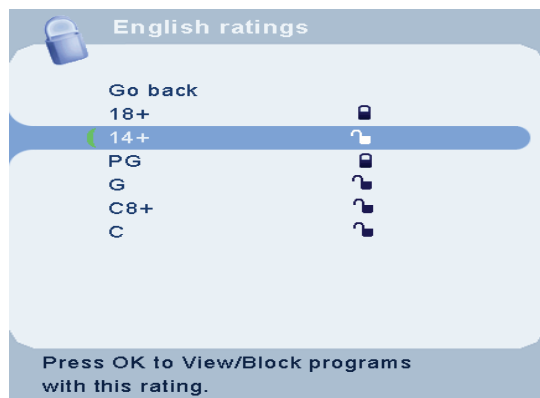 English ratings
Go back
18+
14+
PG
G
C8+
C
Press OK to View/Block programs
with this rating.